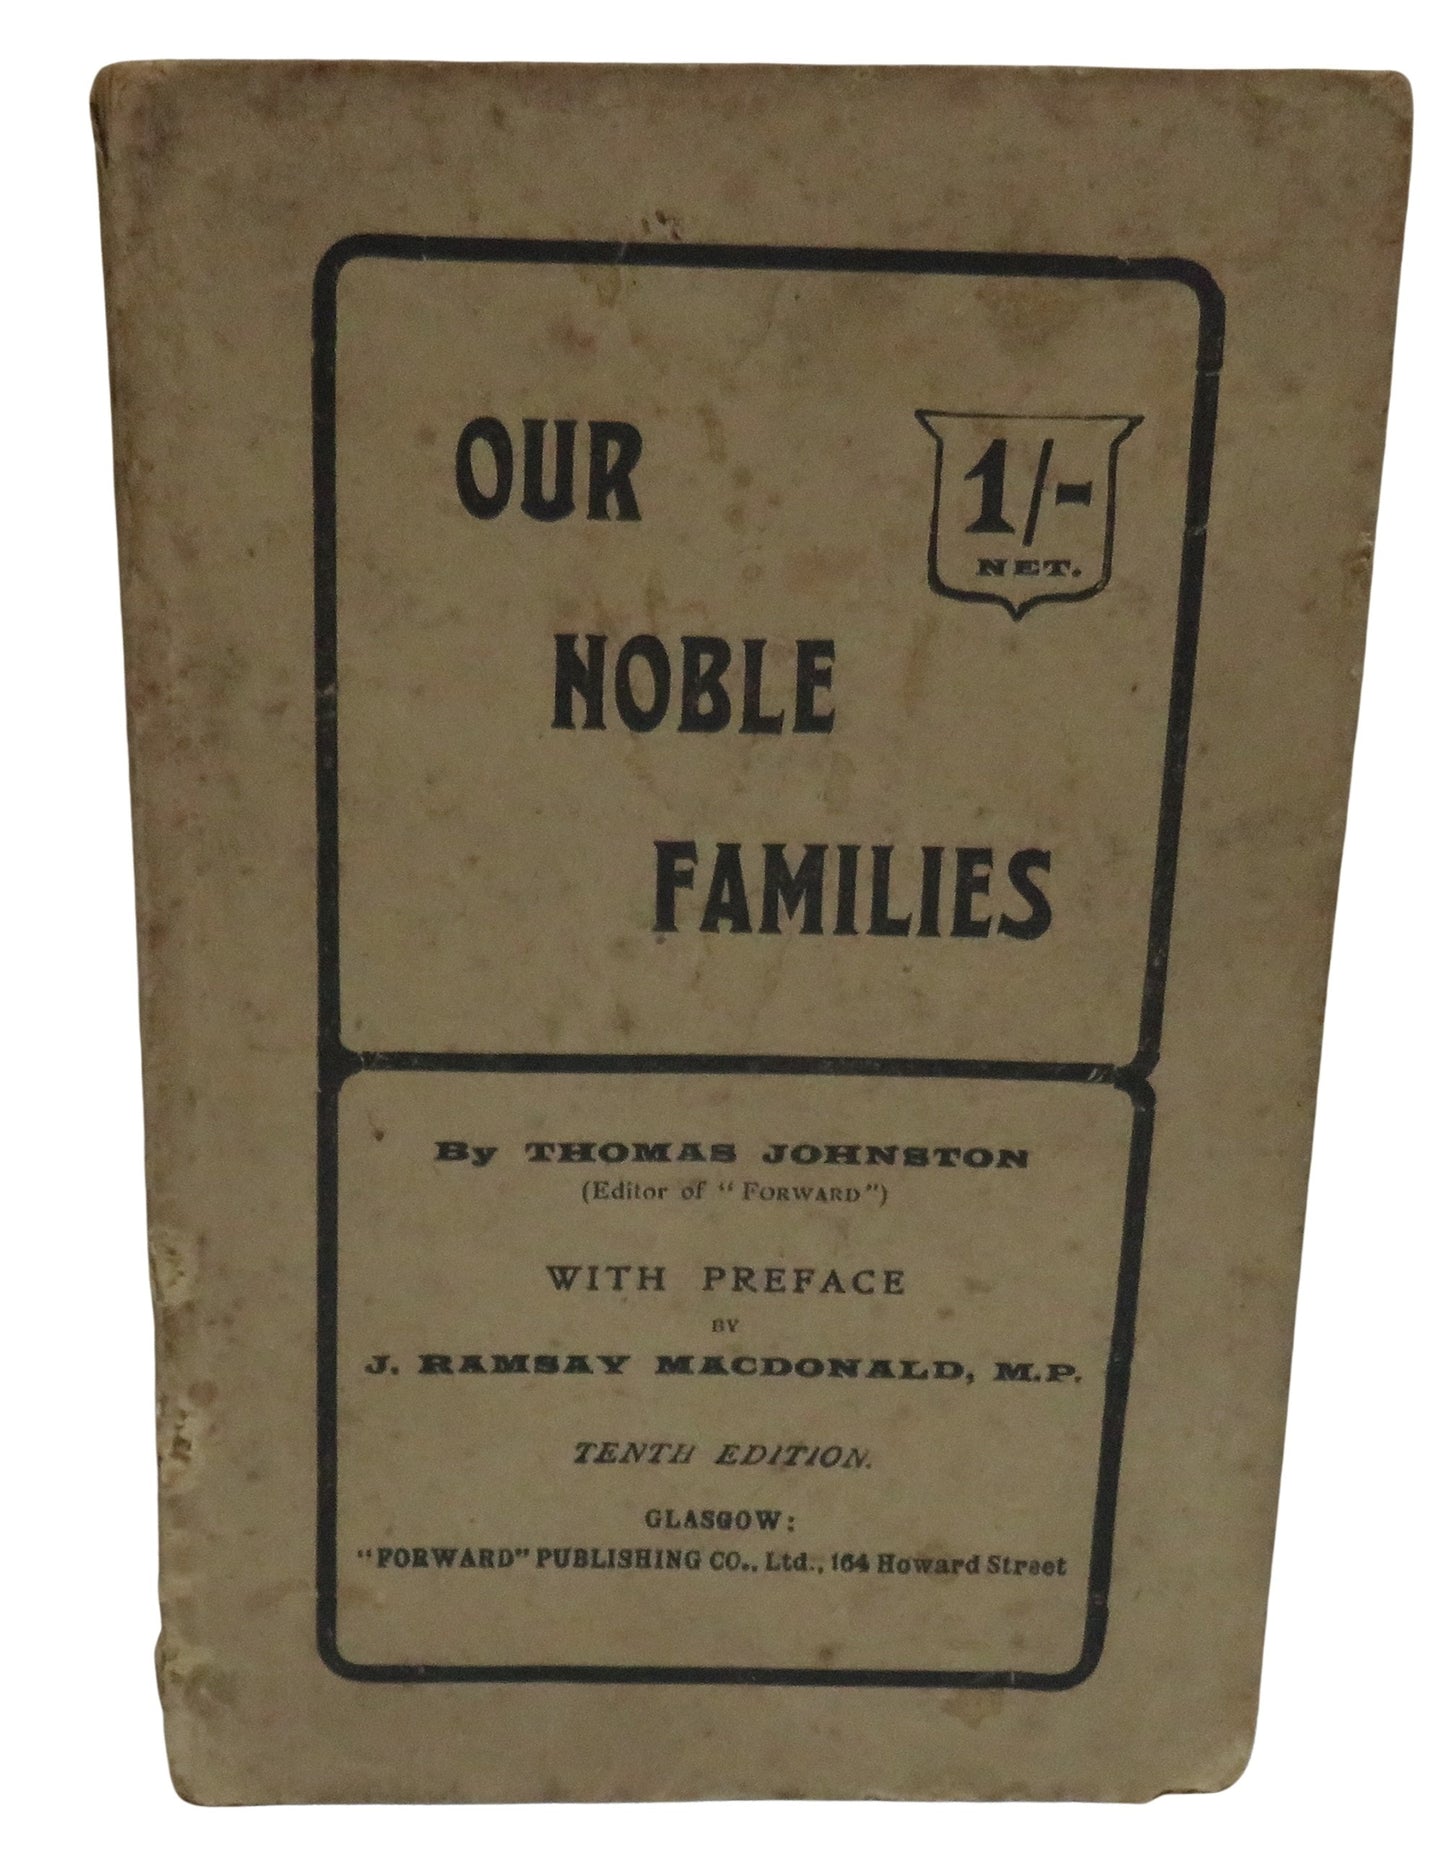 OUR
1/-
NET.
NOBLE
FAMILIES
By THOMAS JOHNSTON
(Editor of "FORWARD")
WITH PREFACE
BY
J. RAMSAY MACDONALD, M.P.
TENTH EDITION.
GLASGOW:
"FORWARD" PUBLISHING CO., Ltd., 164 Howard Street